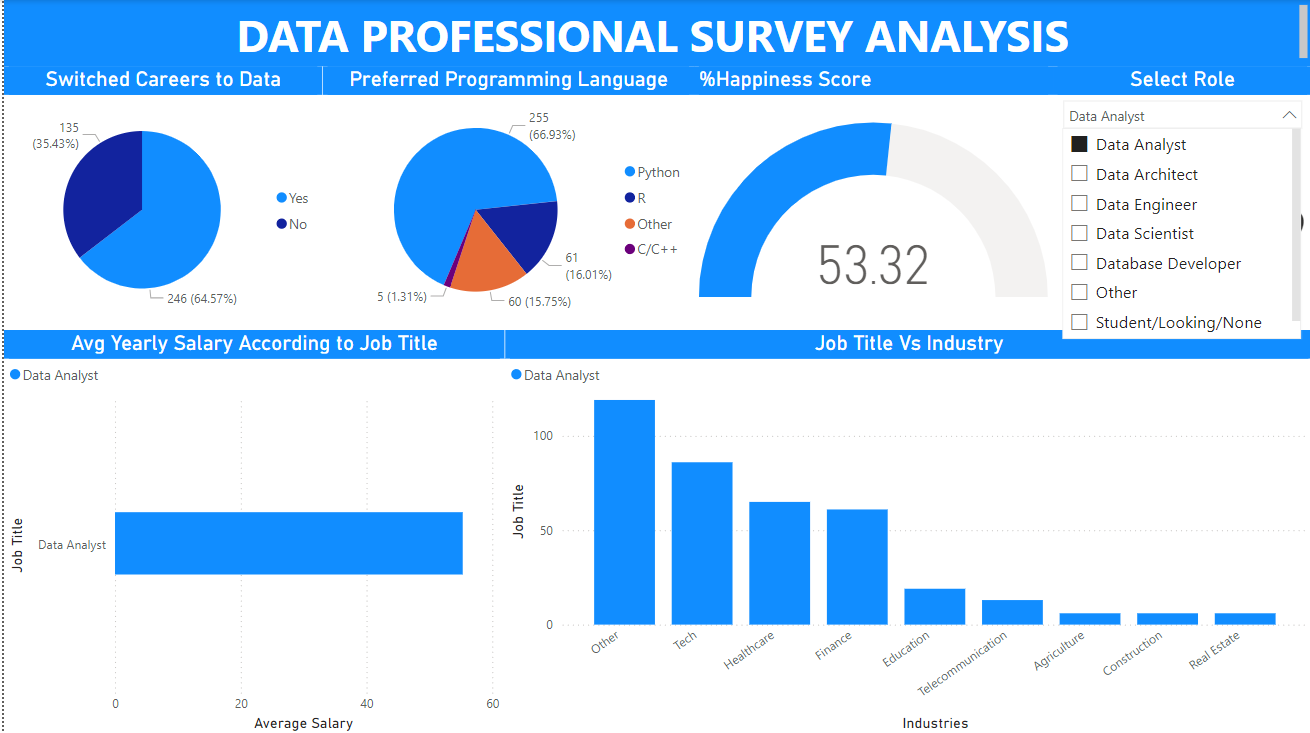 DATA PROFESSIONAL SURVEY ANALYSIS
Switched Careers to Data
Preferred Programming Language
%Happiness Score
Select Role
135
(35.43%)
246 (64.57%)
Yes
No
255
(66.93%)
61
(16.01%)
60 (15.75%)
5 (1.31%)
Python
R
Other
C/C++
53.32
Data Analyst
Data Analyst
Data Architect
Data Engineer
Data Scientist
Database Developer
Other
Student/Looking/None
Avg Yearly Salary According to Job Title
Data Analyst
Job Title
Data Analyst
0
20
40
60
Average Salary
Job Title Vs Industry
Data Analyst
Job Title
100
50
0
Other
Tech
Healthcare
Finance
Education
Telecommunication
Agriculture
Construction
Real Estate
Industries